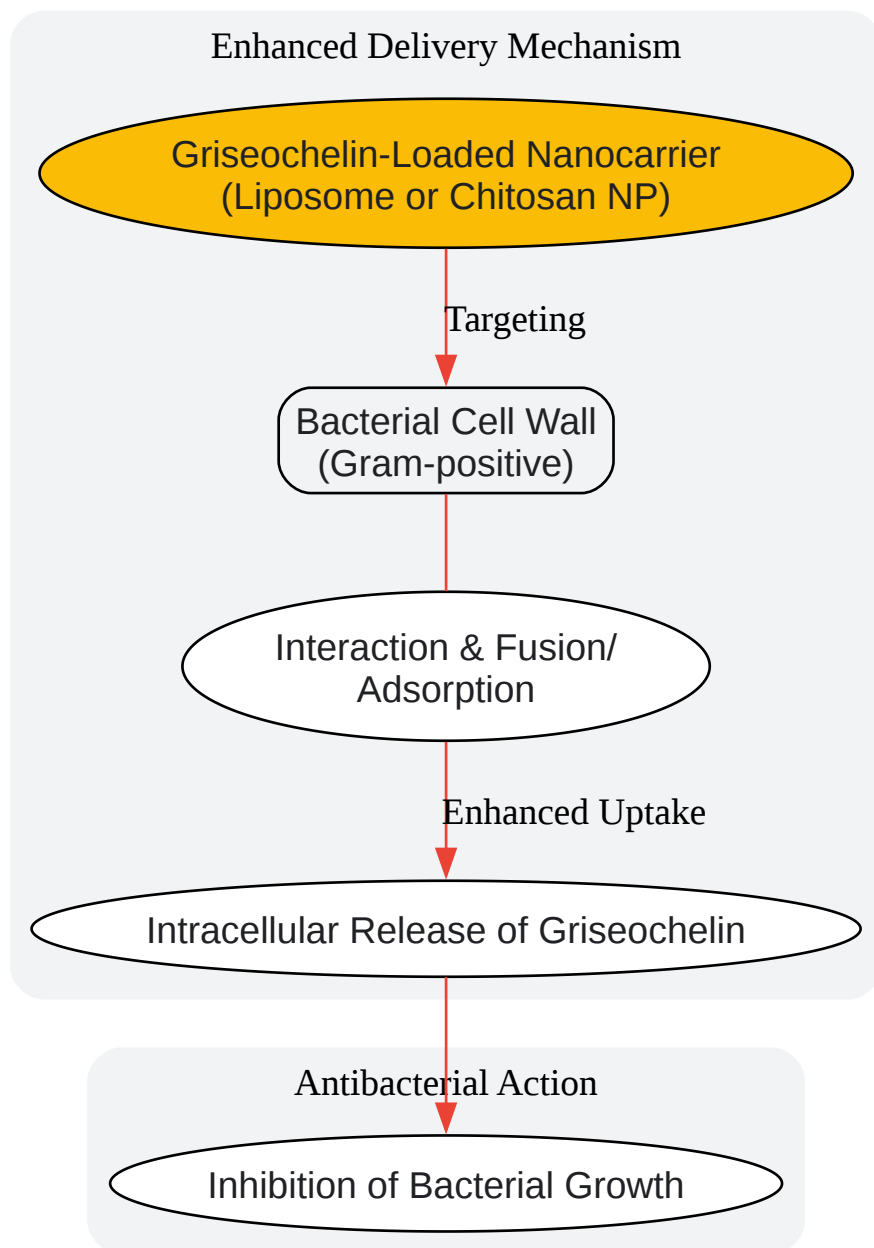 Enhanced Delivery Mechanism
Griseochelin-Loaded Nanocarrier
(Liposome or Chitosan NP)
Targeting
Bacterial Cell Wall
(Gram-positive)
Interaction & Fusion/
Adsorption
Enhanced Uptake
Intracellular Release of Griseochelin
Antibacterial Action
Inhibition of Bacterial Growth